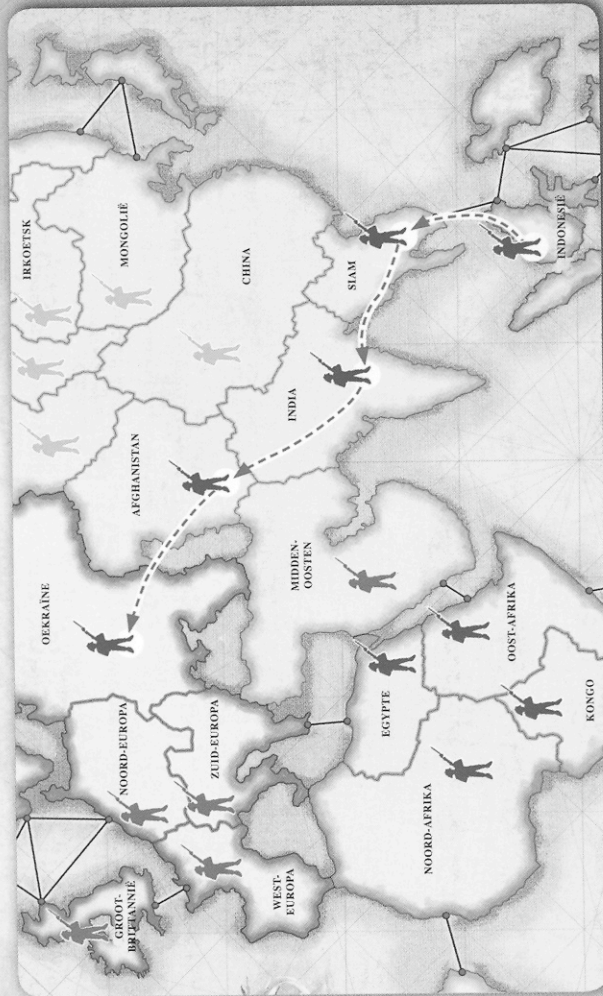 OEKRAÏNE
IRKOETSK
GROOT-
BRITTANNIË
NOORD-EUROPA
AFGHANISTAN
MONGOLIË
ZUID-EUROPA
CHINA
WEST-
EUROPA
MIDDEN-
OOSTEN
INDIA
SIAM
EGYPTE
NOORD-AFRIKA
OOST-AFRIKA
INDONESIË
KONGO